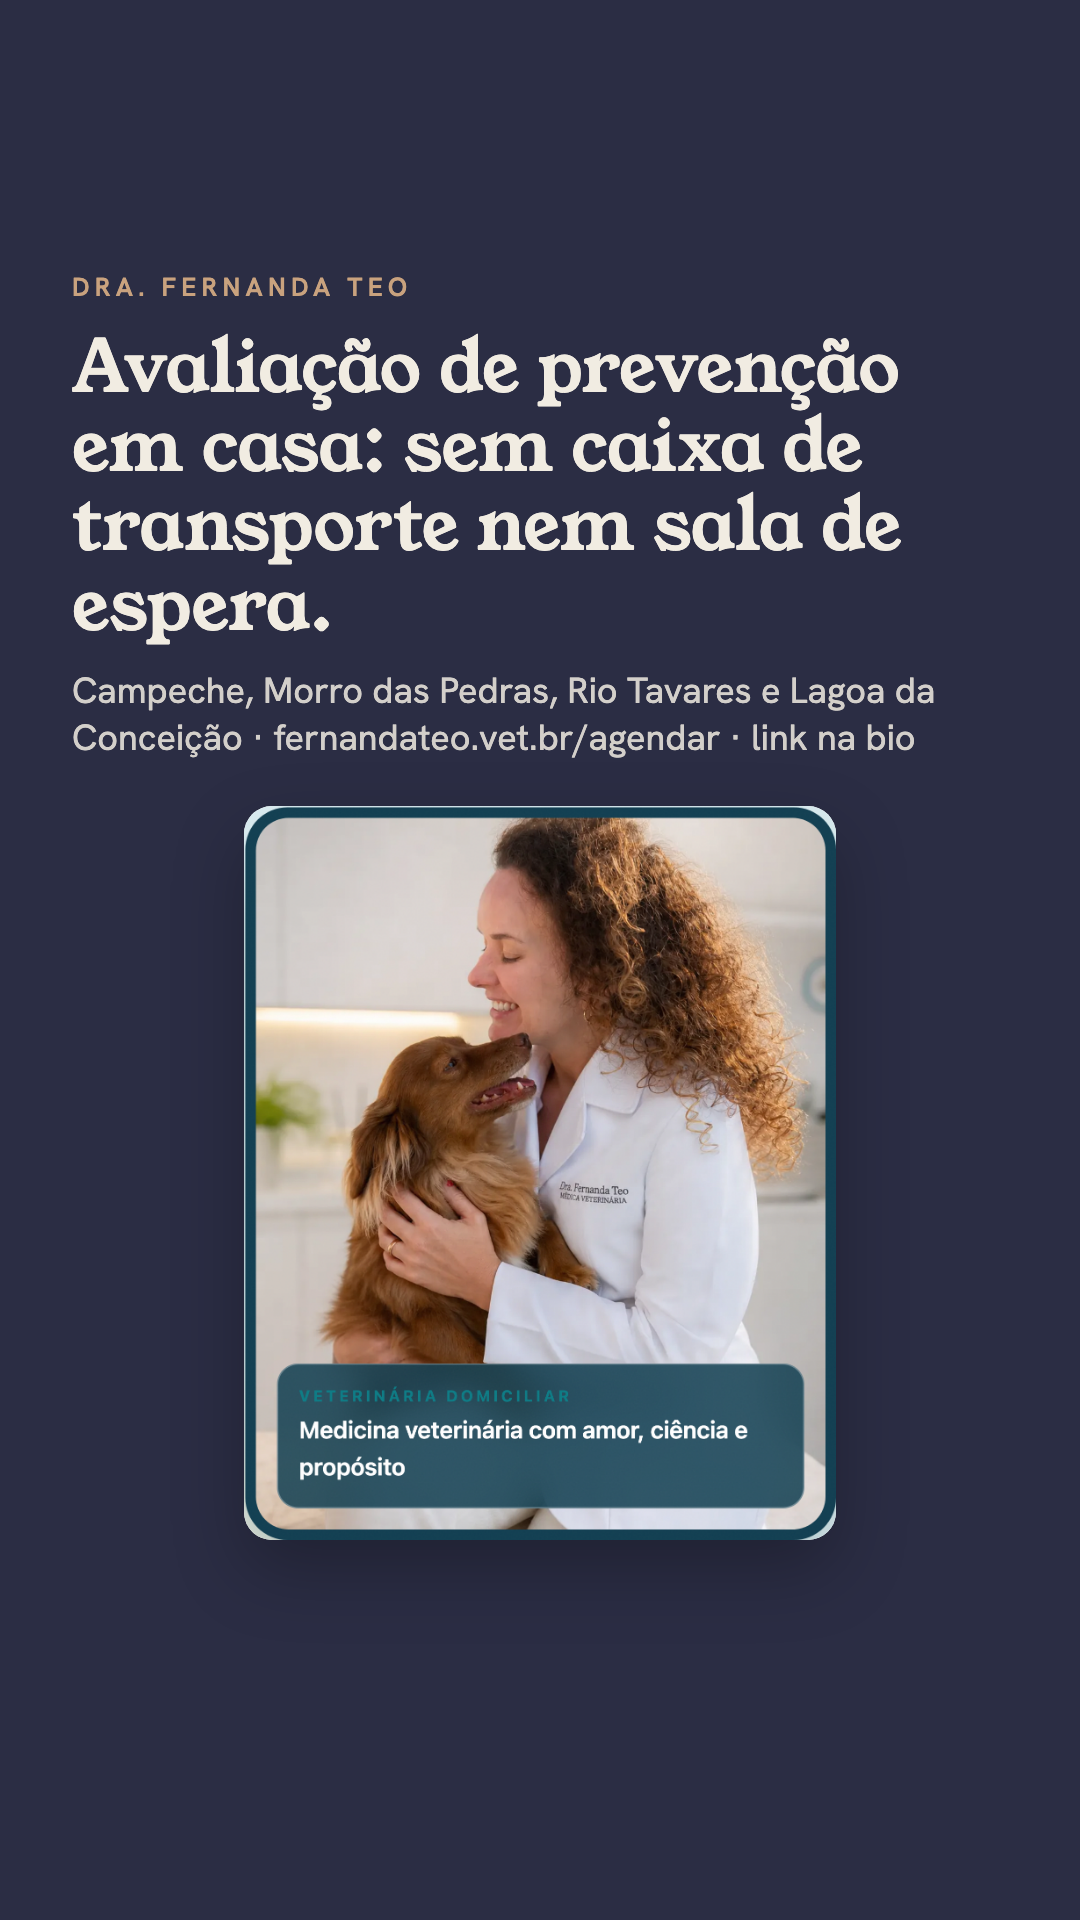 DRA. FERNANDA TEO
Avaliação de prevenção
em casa: sem caixa de
transporte nem sala de
espera.
Campeche, Morro das Pedras, Rio Tavares e Lagoa da
Conceição · fernandateo.vet.br/agendar · link na bio
Dra. Fernanda Teo
MÉDICA VETERINÁRIA
VETERINÁRIA DOMICILIAR
Medicina veterinária com amor, ciência e
propósito